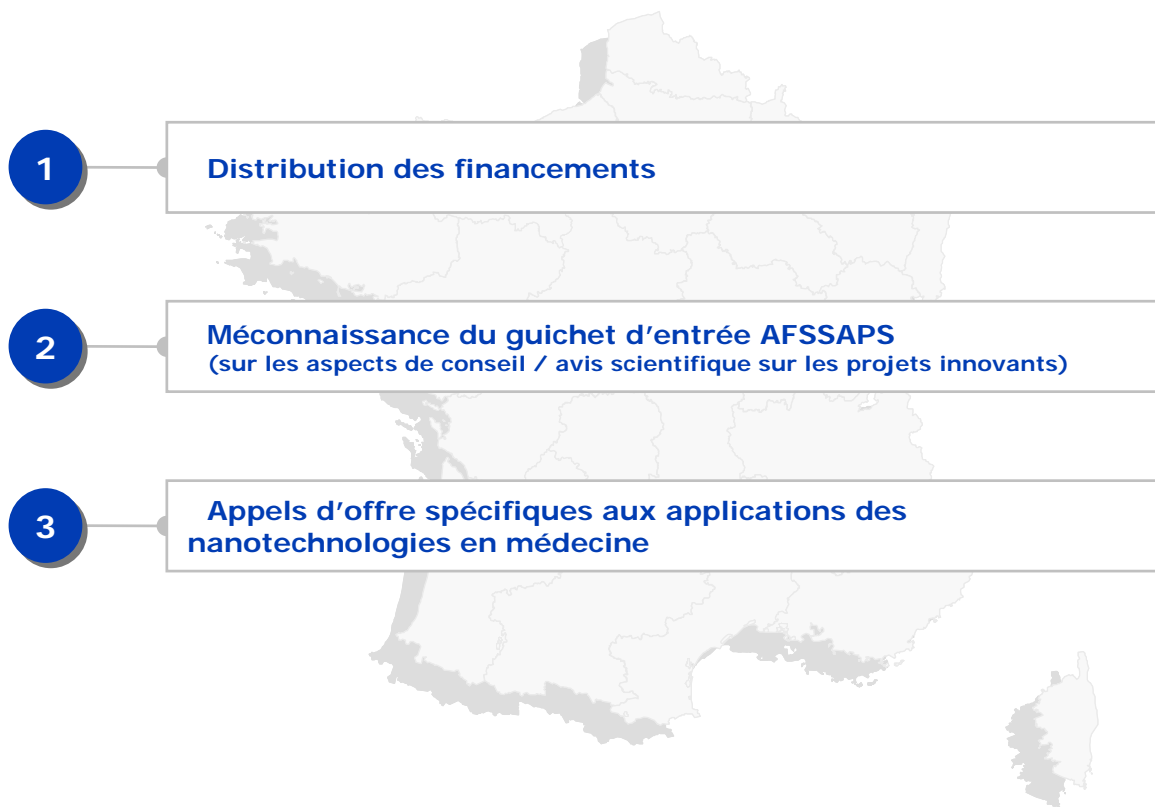 1
Distribution des financements
2
Méconnaissance du guichet d'entrée AFSSAPS
(sur les aspects de conseil / avis scientifique sur les projets innovants)
3
Appels d'offre spécifiques aux applications des
nanotechnologies en médecine